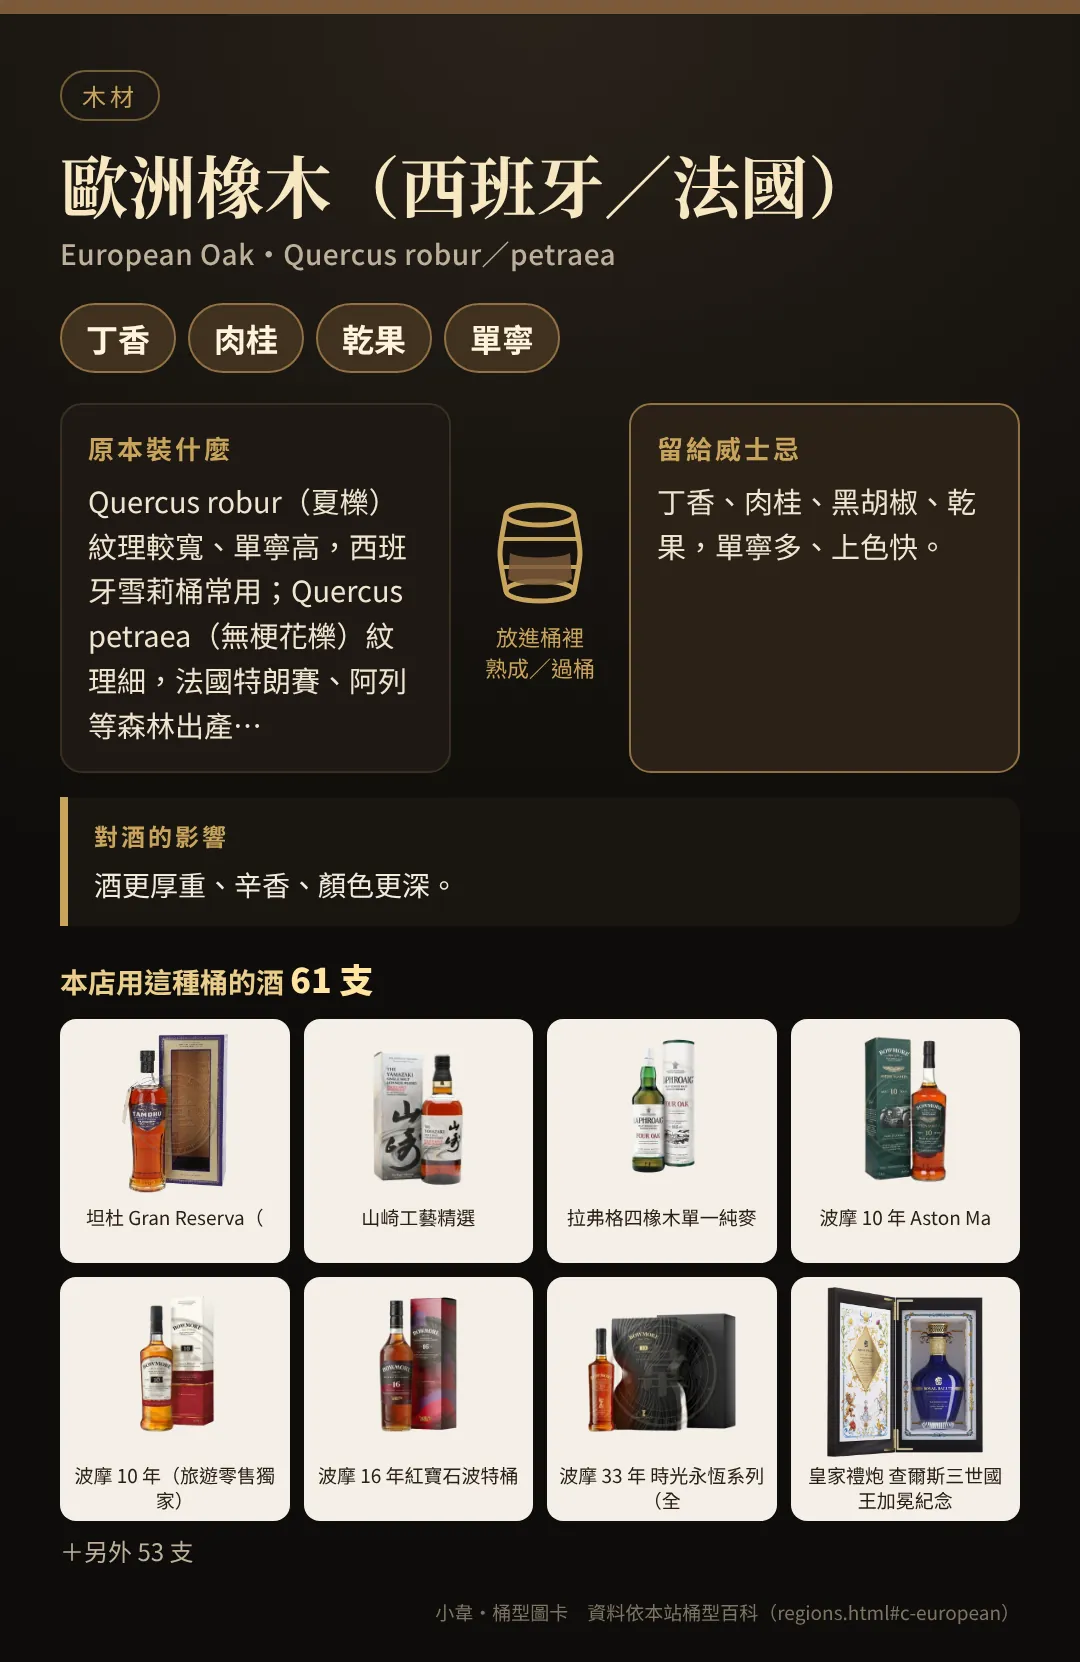 木材
歐洲橡木（西班牙／法國）
European Oak・Quercus robur／petraea
丁香
肉桂
乾果
單寧
原本裝什麼
Quercus robur（夏櫟）
紋理較寬、單寧高，西班
牙雪莉桶常用；Quercus
petraea（無梗花櫟）紋
理細，法國特朗賽、阿列
等森林出產…
放進桶裡
熟成／過桶
留給威士忌
丁香、肉桂、黑胡椒、乾
果，單寧多、上色快。
對酒的影響
酒更厚重、辛香、顏色更深。
本店用這種桶的酒 61 支
坦杜 Gran Reserva（
山崎工藝精選
拉弗格四橡木單一純麥
波摩 10 年 Aston Ma
波摩 10 年（旅遊零售獨
家）
波摩 16 年紅寶石波特桶
波摩 33 年 時光永恆系列
（全
皇家禮炮 查爾斯三世國
王加冕紀念
＋另外 53 支
小韋・桶型圖卡　資料依本站桶型百科（regions.html#c-european）